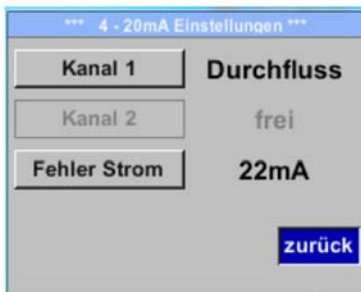 *** 4 - 20mA Einstellungen ***
Kanal 1 Durchfluss
Kanal 2 frei
Fehler Strom 22mA
zurück